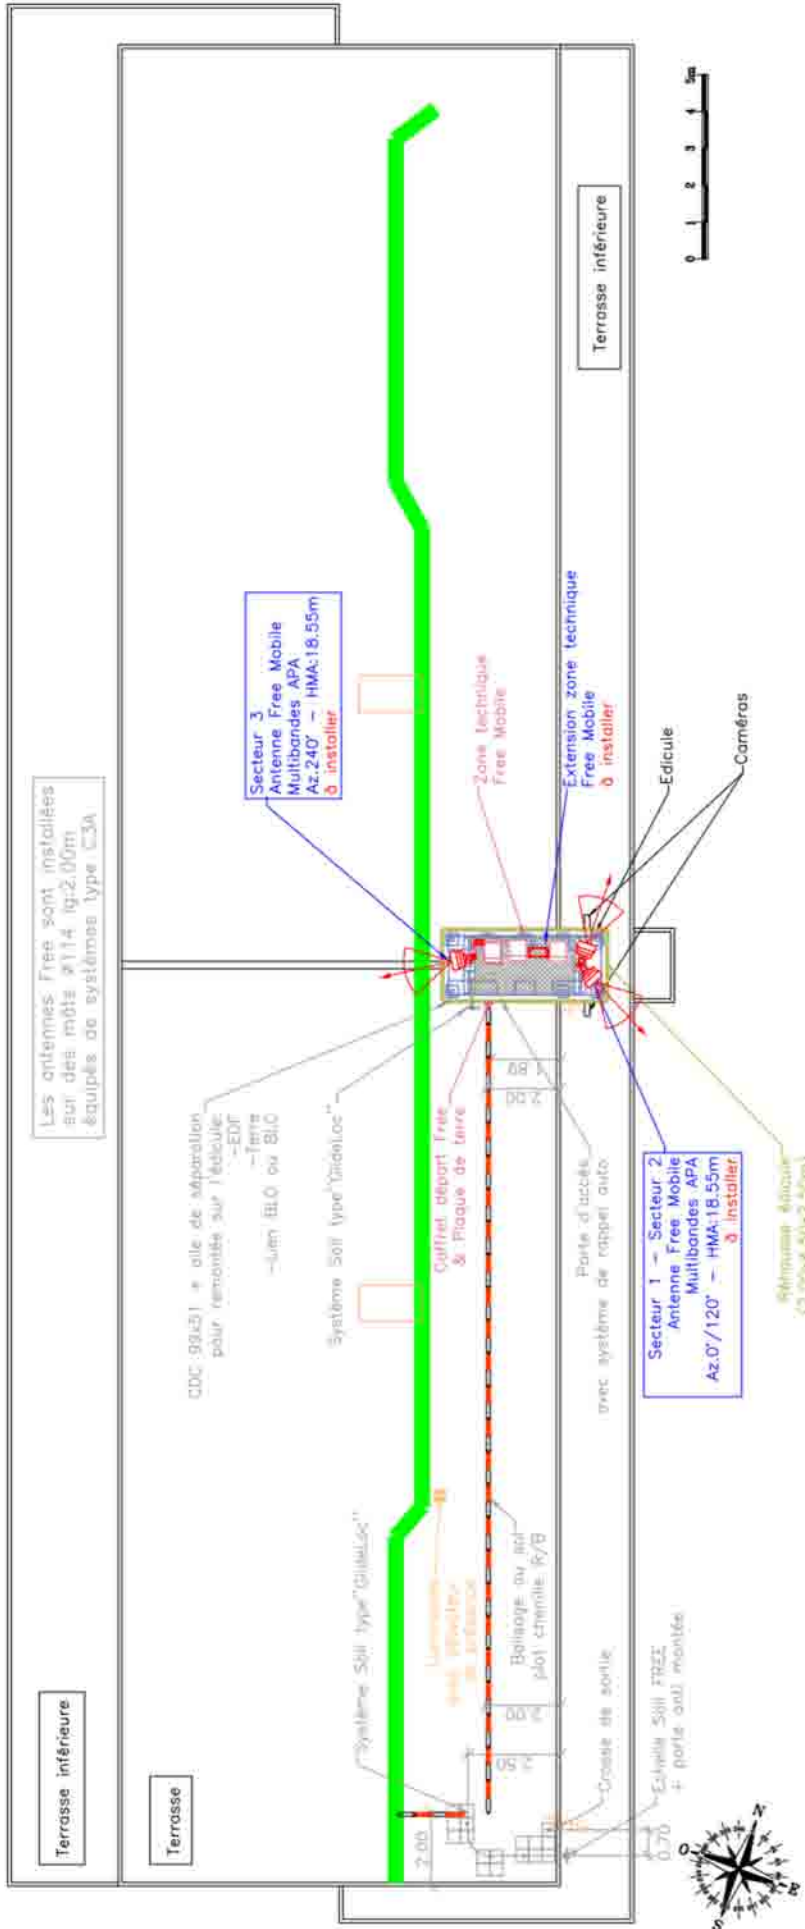 Les antennes Free sont installées
sur des mâts ø114 lg:2.00m
équipés de systèmes type C3A
Terrasse inférieure
Terrasse
CDC 99x51 + aile de séparation
pour remontée sur l'édicule:
-EDF
-Terre
-Lien BLO ou BLO
Système Söll type"GlideLoc"
Coffret départ Free
& Plaque de terre
Secteur 3
Antenne Free Mobile
Multibandes APA
Az.240° - HMA:18.55m
à installer
Zone technique
Free Mobile
Extension zone technique
Free Mobile
à installer
Terrasse inférieure
0 1 2 3 4 5m
Edicule
Caméras
1.89
2.00
Porte d'accès
avec système de rappel auto
Secteur 1 - Secteur 2
Antenne Free Mobile
Multibandes APA
Az.0°/120° - HMA:18.55m
à installer
Système Söll type"GlideLoc"
Balisage au sol
plot chenille R/B
2.00
2.50
2.00
Crosse de sortie
Echelle Söll FREE
+ porte anti montée
0.70
N
O
S